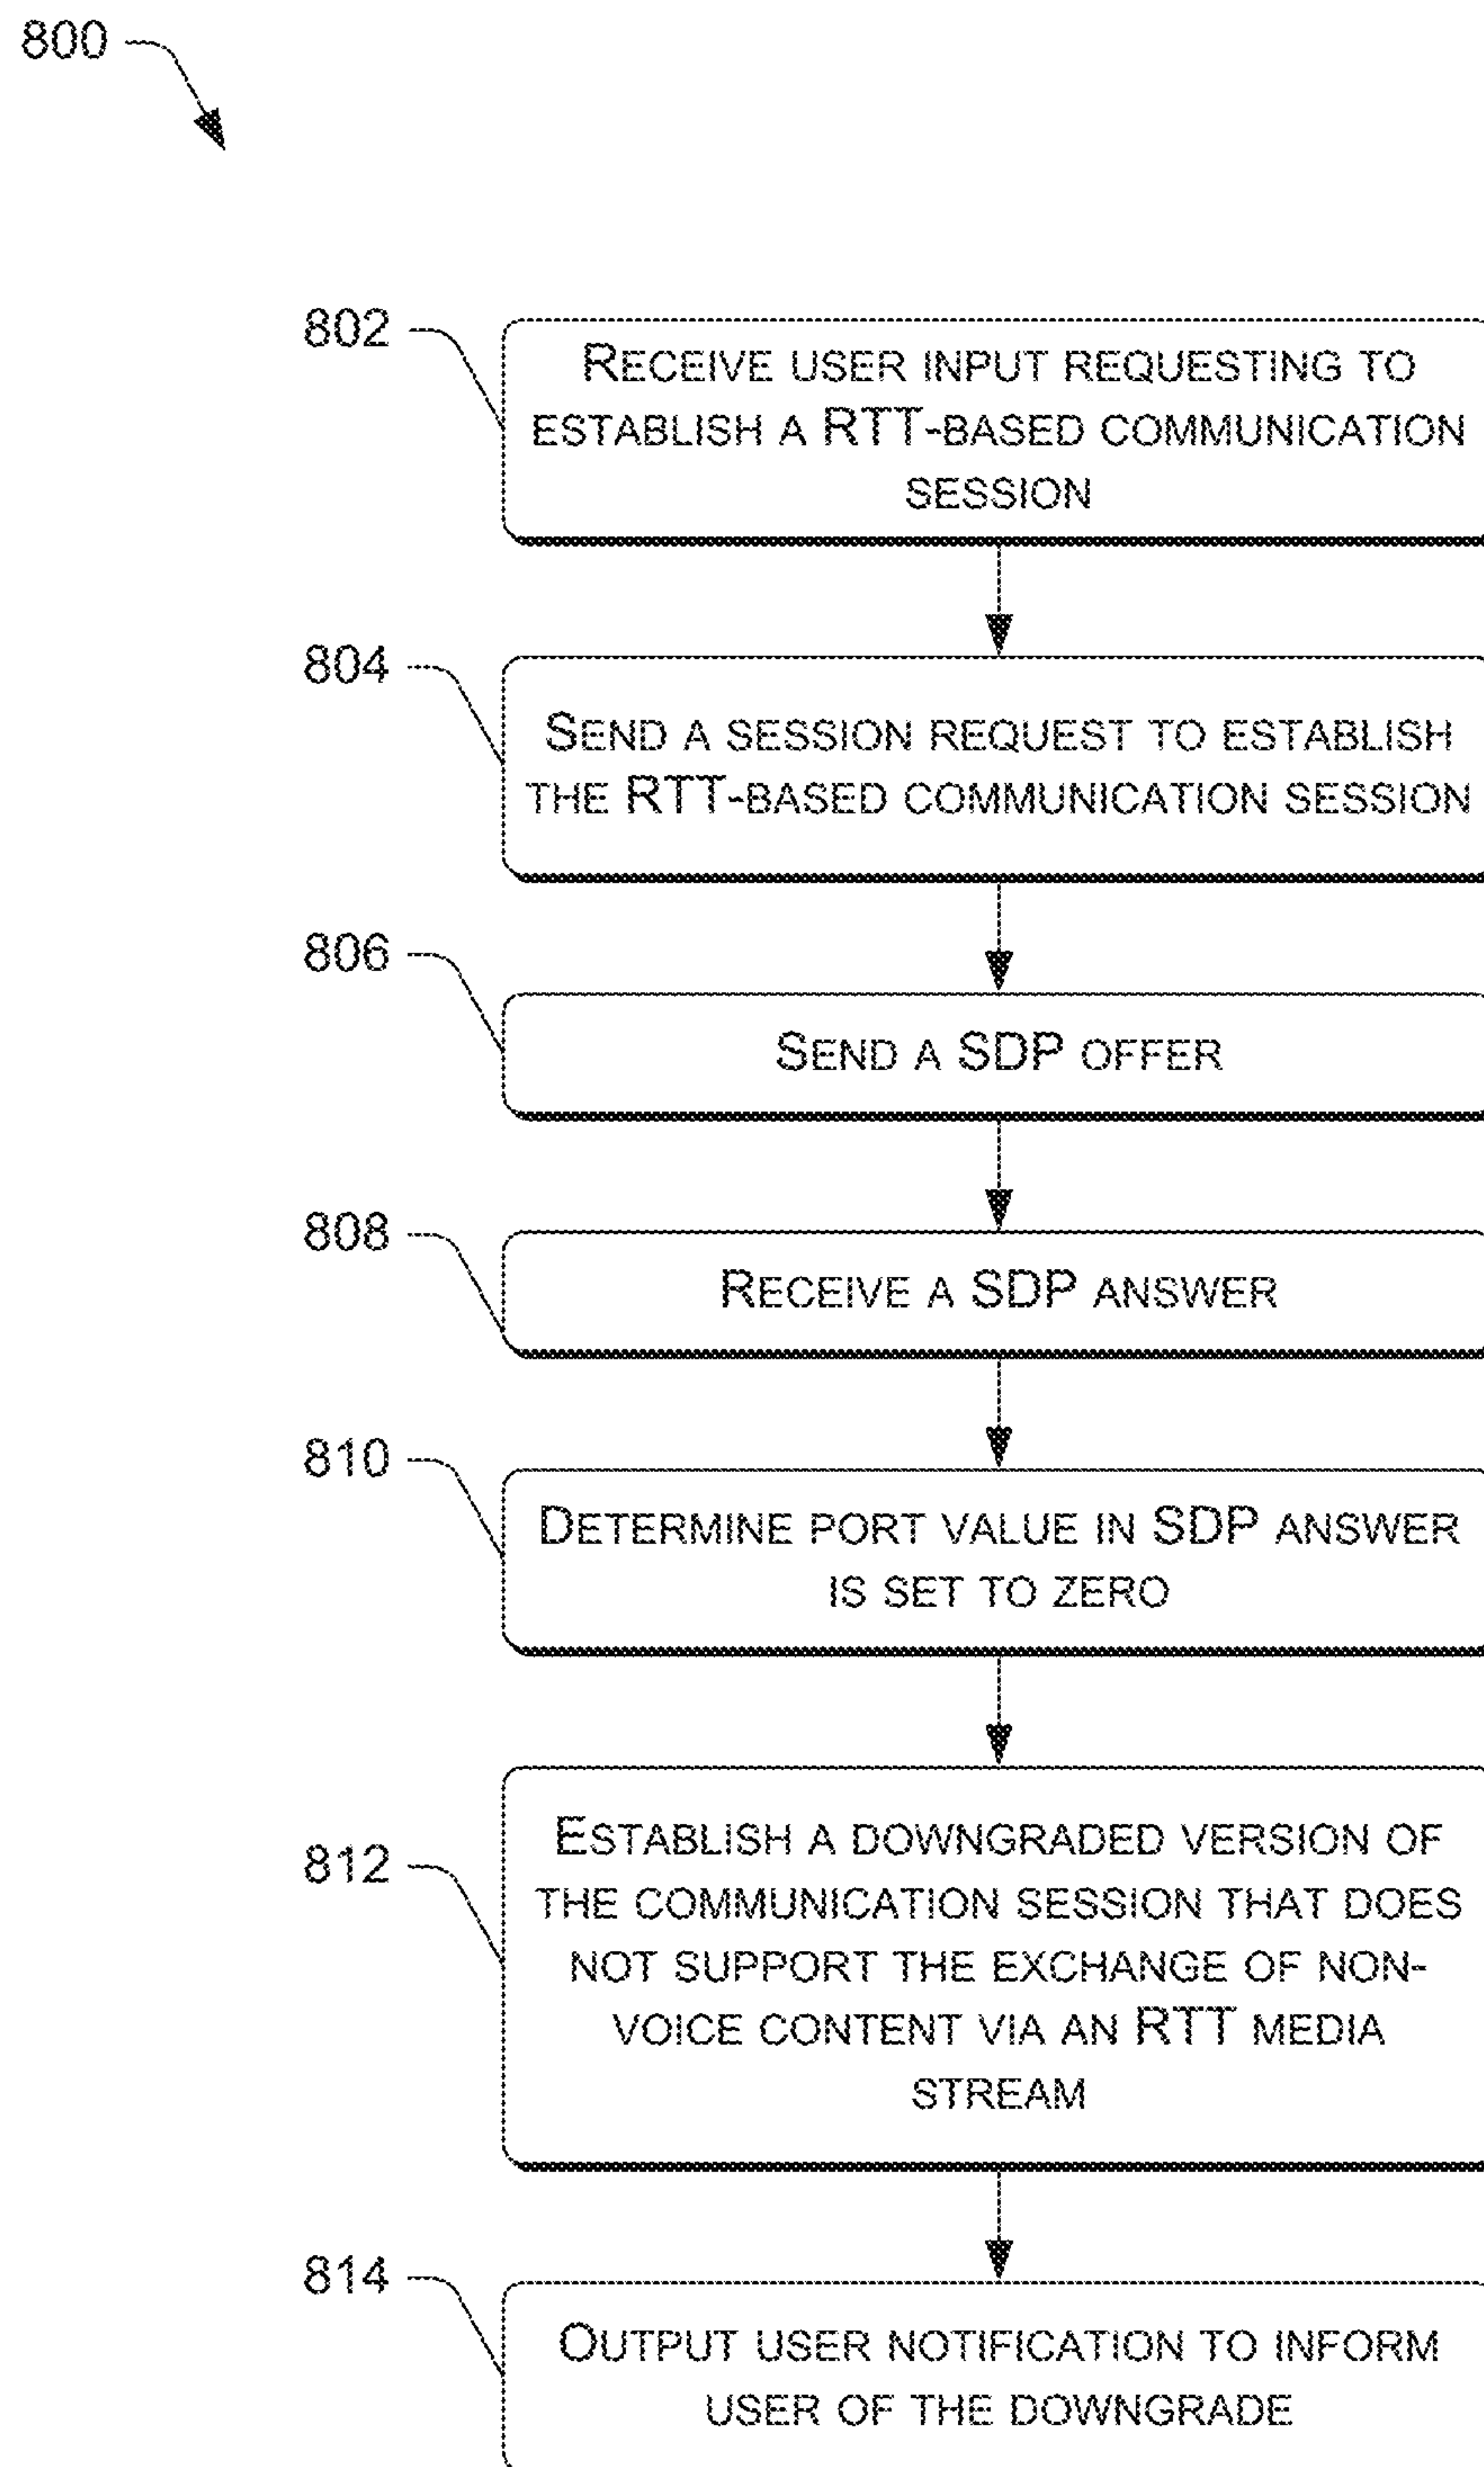 800
802
RECEIVE USER INPUT REQUESTING TO
ESTABLISH A RTT-BASED COMMUNICATION
SESSION
804
SEND A SESSION REQUEST TO ESTABLISH
THE RTT-BASED COMMUNICATION SESSION
806
SEND A SDP OFFER
808
RECEIVE A SDP ANSWER
810
DETERMINE PORT VALUE IN SDP ANSWER
IS SET TO ZERO
812
ESTABLISH A DOWNGRADED VERSION OF
THE COMMUNICATION SESSION THAT DOES
NOT SUPPORT THE EXCHANGE OF NON-
VOICE CONTENT VIA AN RTT MEDIA
STREAM
814
OUTPUT USER NOTIFICATION TO INFORM
USER OF THE DOWNGRADE